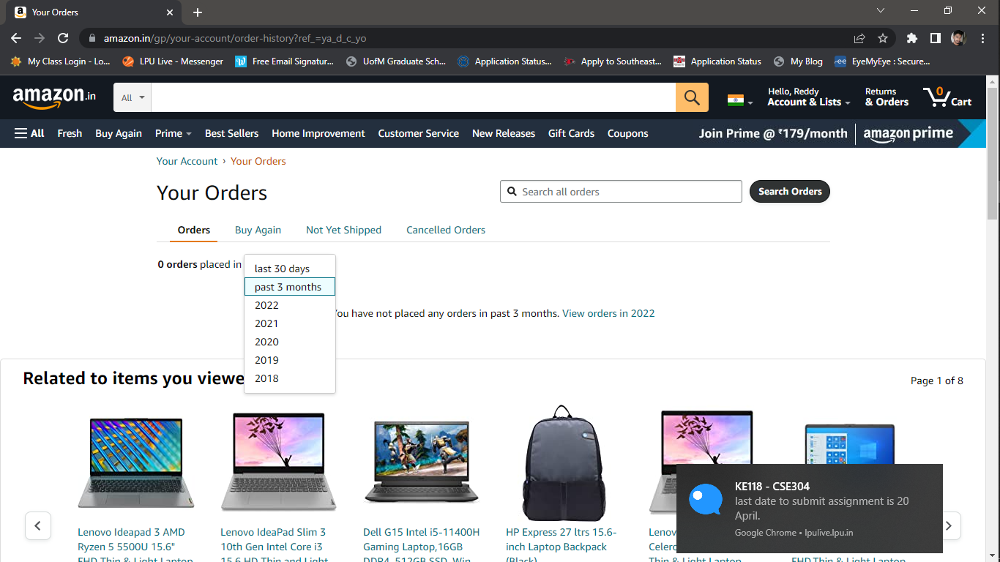 Your Orders
amazon.in/gp/your-account/order-history?ref_=ya_d_c_yo
My Class Login - Lo... LPU Live - Messenger Free Email Signatur... UofM Graduate Sch... Application Status... Apply to Southeast... Application Status My Blog EyeMyEye : Secure...
amazon.in All Hello, Reddy Account & Lists Returns & Orders 0 Cart
All Fresh Buy Again Prime Best Sellers Home Improvement Customer Service New Releases Gift Cards Coupons Join Prime @ ₹179/month amazon prime
Your Account › Your Orders
Your Orders Search all orders Search Orders
Orders Buy Again Not Yet Shipped Cancelled Orders
0 orders placed in
last 30 days
past 3 months
2022
2021
2020
2019
2018
You have not placed any orders in past 3 months. View orders in 2022
Related to items you viewe Page 1 of 8
Lenovo Ideapad 3 AMD
Ryzen 5 5500U 15.6"
FHD Thin & Light Laptop
Lenovo IdeaPad Slim 3
10th Gen Intel Core i3
15.6 HD Thin and Light
Dell G15 Intel i5-11400H
Gaming Laptop,16GB
DDR4, 512GB SSD, Win
HP Express 27 ltrs 15.6-
inch Laptop Backpack
(Black)
Leno
Celero
Thin & Light Laptop
FHD Thin & Light Laptop
KE118 - CSE304
last date to submit assignment is 20
April.
Google Chrome • lpulive.lpu.in